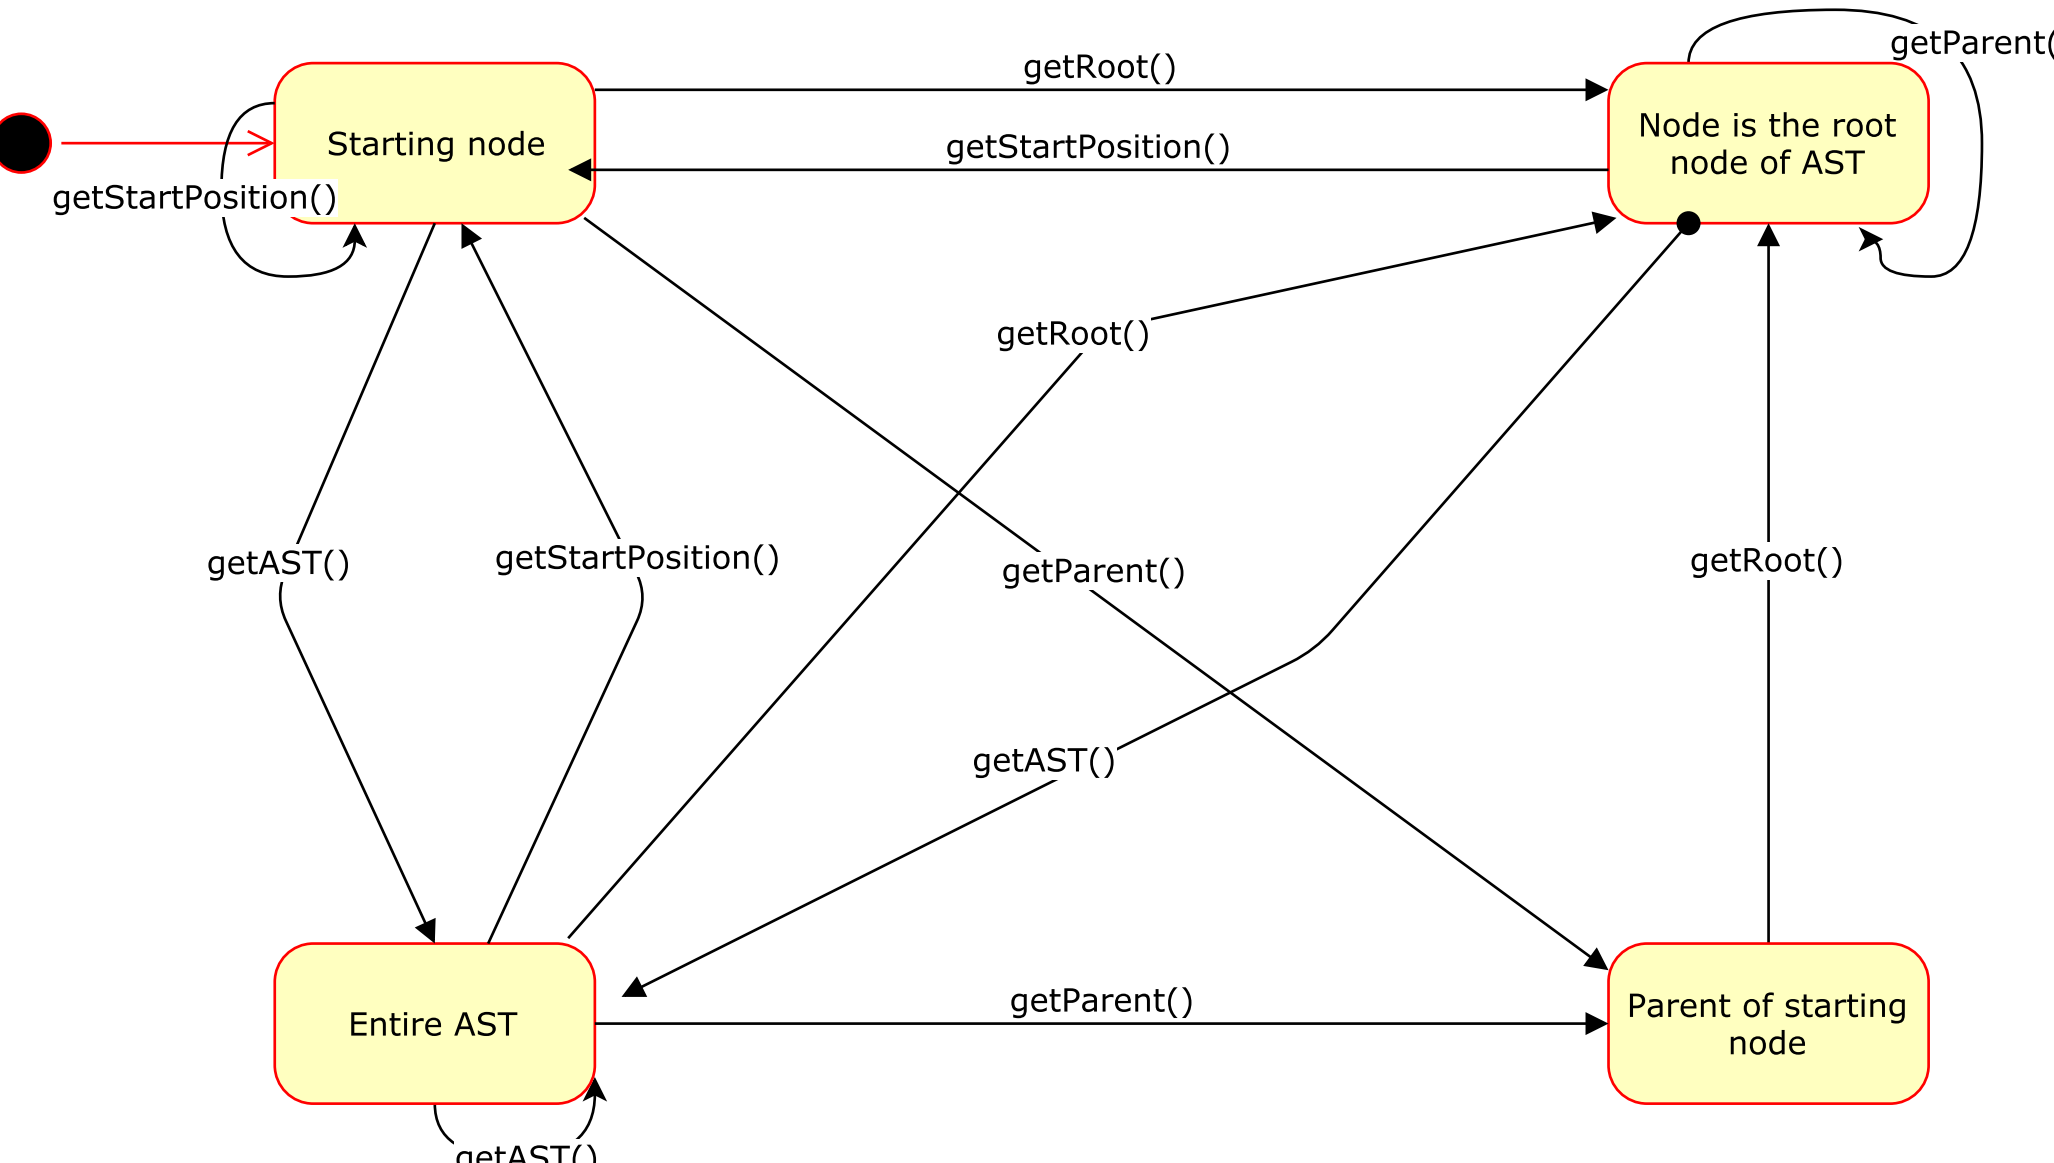 getParent(
getRoot()
Starting node
Node is the root
node of AST
getStartPosition()
getStartPosition()
getRoot()
getAST()
getStartPosition()
getParent()
getRoot()
getAST()
getParent()
Entire AST
Parent of starting
node
getAST()